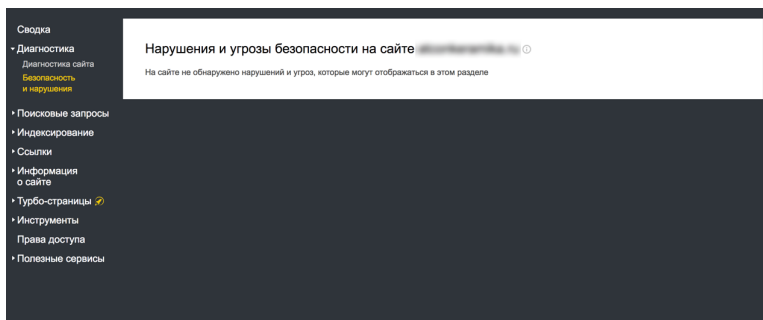 Сводка
Диагностика
Диагностика сайта
Безопасность
и нарушения
Поисковые запросы
Индексирование
Ссылки
Информация
о сайте
Турбо-страницы
Инструменты
Права доступа
Полезные сервисы
Нарушения и угрозы безопасности на сайте
На сайте не обнаружено нарушений и угроз, которые могут отображаться в этом разделе